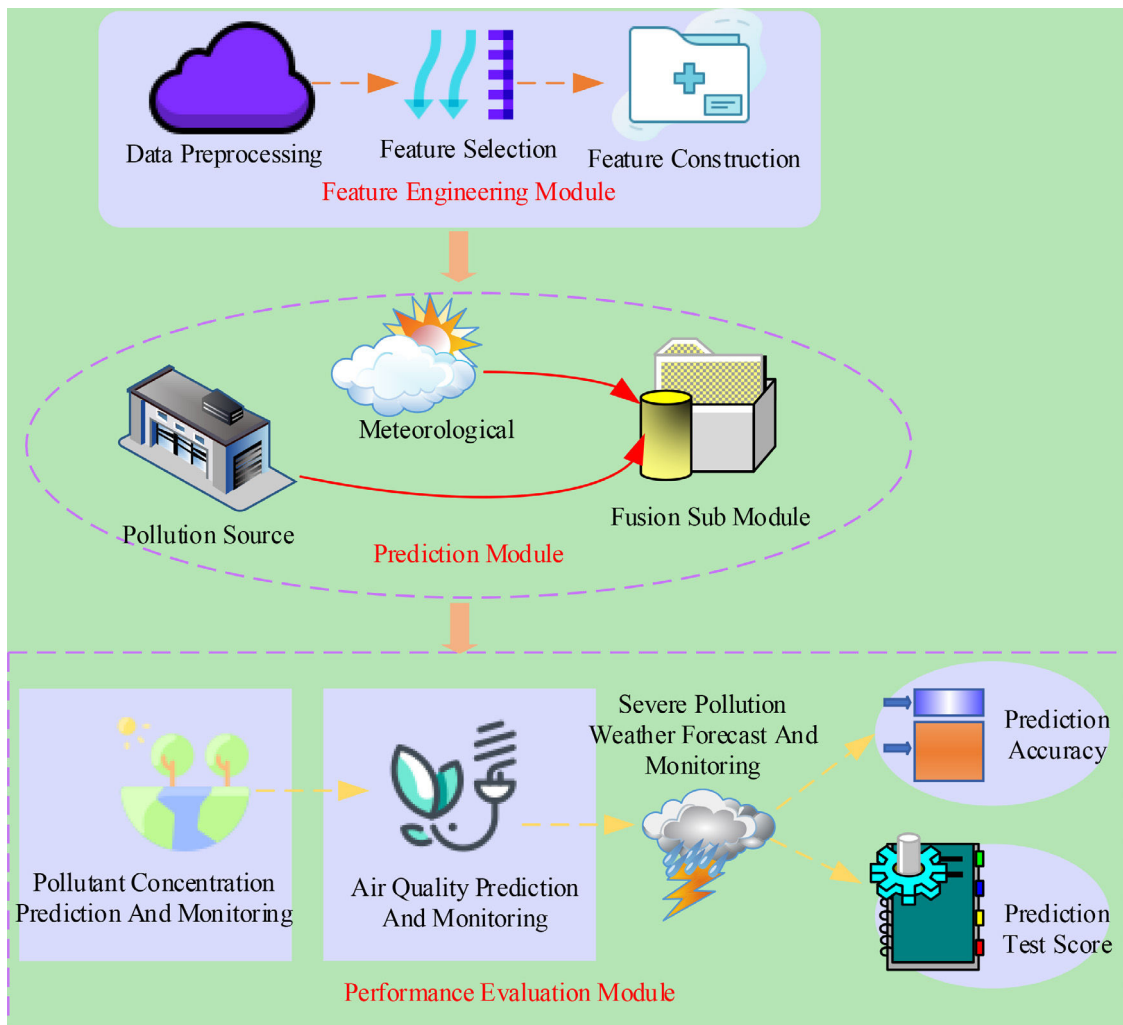 Data Preprocessing
Feature Selection
Feature Construction
Feature Engineering Module
Meteorological
Pollution Source
Fusion Sub Module
Prediction Module
Severe Pollution
Weather Forecast And
Monitoring
Prediction
Accuracy
Pollutant Concentration
Prediction And Monitoring
Air Quality Prediction
And Monitoring
Prediction
Test Score
Performance Evaluation Module